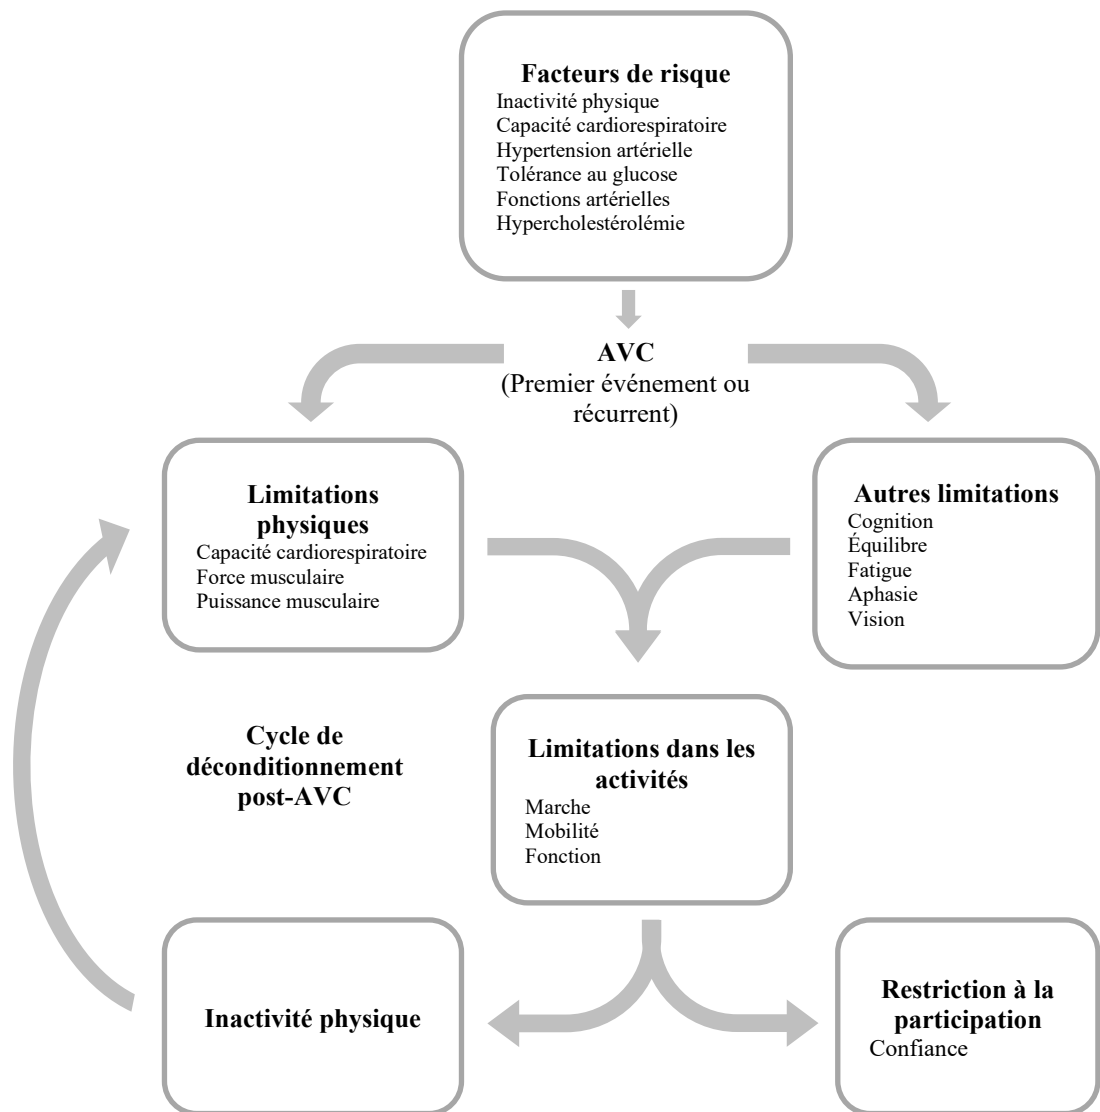 Facteurs de risque
Inactivité physique
Capacité cardiorespiratoire
Hypertension artérielle
Tolérance au glucose
Fonctions artérielles
Hypercholestérolémie
AVC
(Premier événement ou
récurrent)
Limitations
physiques
Capacité cardiorespiratoire
Force musculaire
Puissance musculaire
Autres limitations
Cognition
Équilibre
Fatigue
Aphasie
Vision
Cycle de
déconditionnement
post-AVC
Limitations dans les
activités
Marche
Mobilité
Fonction
Inactivité physique
Restriction à la
participation
Confiance